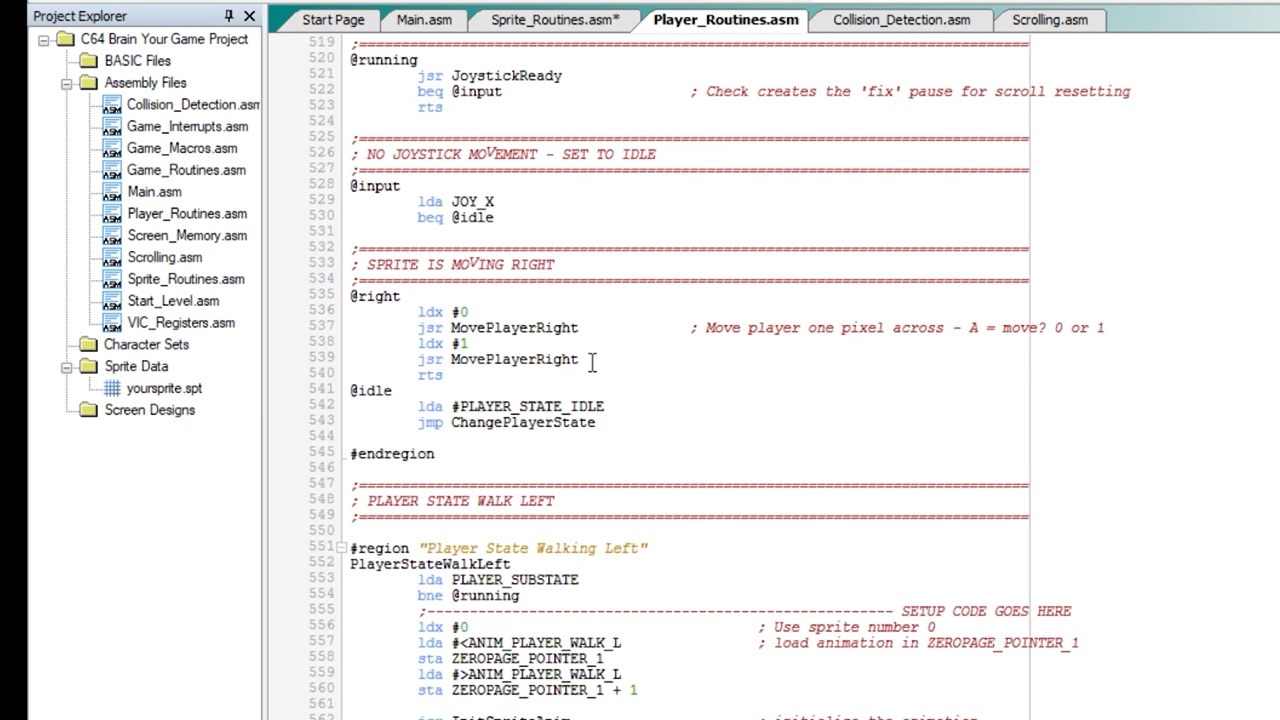 Project Explorer
C64 Brain Your Game Project
BASIC Files
Assembly Files
Collision_Detection.asm
Game_Interrupts.asm
Game_Macros.asm
Game_Routines.asm
Main.asm
Player_Routines.asm
Screen_Memory.asm
Scrolling.asm
Sprite_Routines.asm
Start_Level.asm
VIC_Registers.asm
Character Sets
Sprite Data
yoursprite.spt
Screen Designs
Start Page Main.asm Sprite_Routines.asm* Player_Routines.asm Collision_Detection.asm Scrolling.asm
519 ;================================================================================
520 @running
521 jsr JoystickReady
522 beq @input ; Check creates the 'fix' pause for scroll resetting
523 rts
524
525 ;================================================================================
526 ; NO JOYSTICK MOVEMENT - SET TO IDLE
527 ;================================================================================
528 @input
529 lda JOY_X
530 beq @idle
531
532 ;================================================================================
533 ; SPRITE IS MOVING RIGHT
534 ;================================================================================
535 @right
536 ldx #0
537 jsr MovePlayerRight ; Move player one pixel across - A = move? 0 or 1
538 ldx #1
539 jsr MovePlayerRight
540 rts
541 @idle
542 lda #PLAYER_STATE_IDLE
543 jmp ChangePlayerState
544
545 #endregion
546
547 ;================================================================================
548 ; PLAYER STATE WALK LEFT
549 ;================================================================================
550
551 #region "Player State Walking Left"
552 PlayerStateWalkLeft
553 lda PLAYER_SUBSTATE
554 bne @running
555 ;------------------------------------------------------- SETUP CODE GOES HERE
556 ldx #0 ; Use sprite number 0
557 lda #<ANIM_PLAYER_WALK_L ; load animation in ZEROPAGE_POINTER_1
558 sta ZEROPAGE_POINTER_1
559 lda #>ANIM_PLAYER_WALK_L
560 sta ZEROPAGE_POINTER_1 + 1
561
562 jsr InitSpriteAnim ; initialize the animation